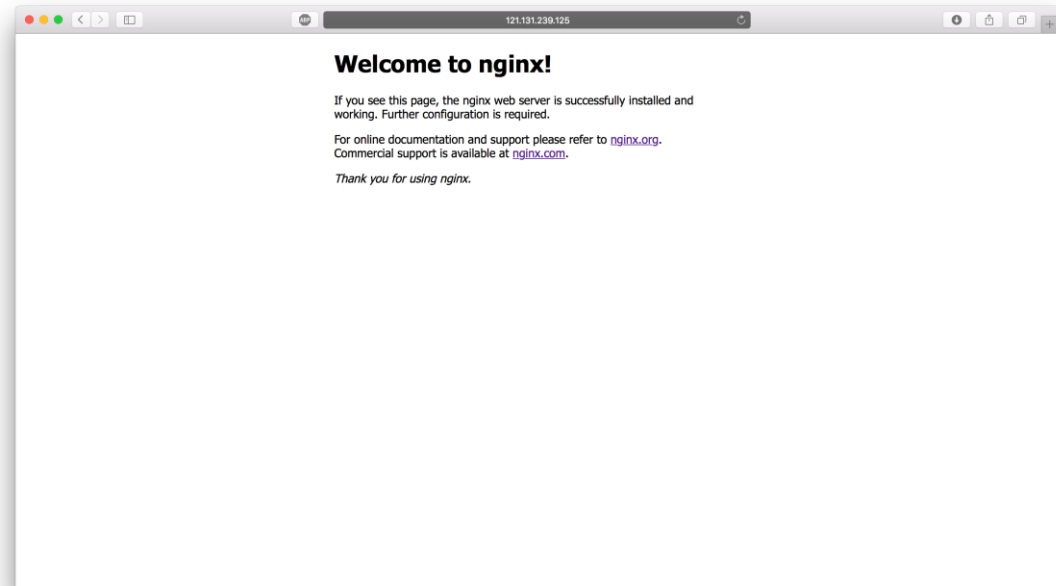 ABP
121.131.239.125
Welcome to nginx!
If you see this page, the nginx web server is successfully installed and
working. Further configuration is required.
For online documentation and support please refer to nginx.org.
Commercial support is available at nginx.com.
Thank you for using nginx.